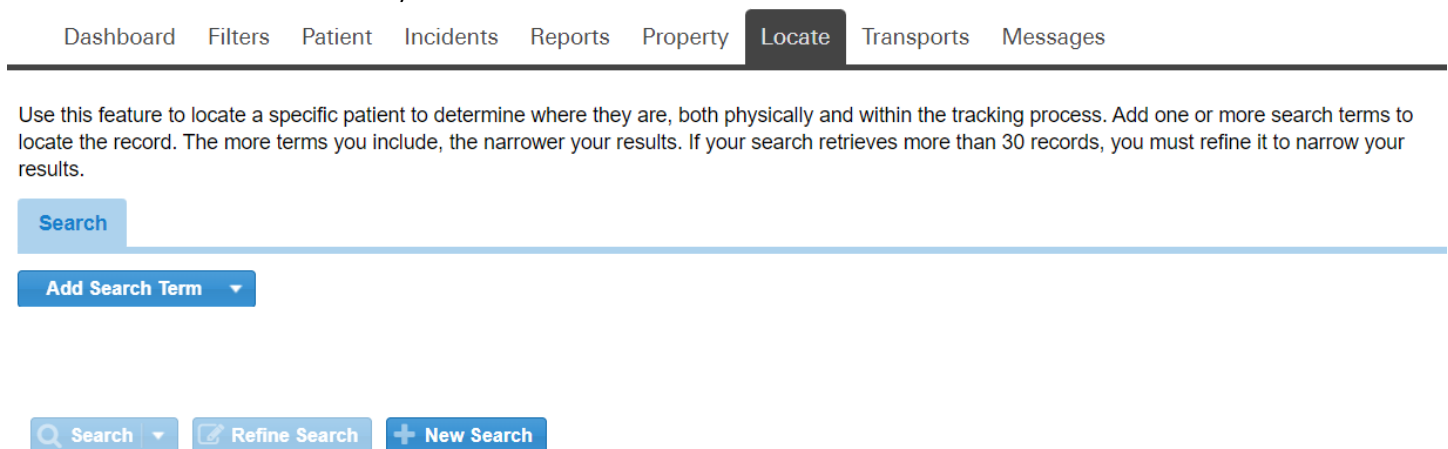 Dashboard Filters Patient Incidents Reports Property Locate Transports Messages
Use this feature to locate a specific patient to determine where they are, both physically and within the tracking process. Add one or more search terms to
locate the record. The more terms you include, the narrower your results. If your search retrieves more than 30 records, you must refine it to narrow your
results.
Search
Add Search Term
Search Refine Search New Search